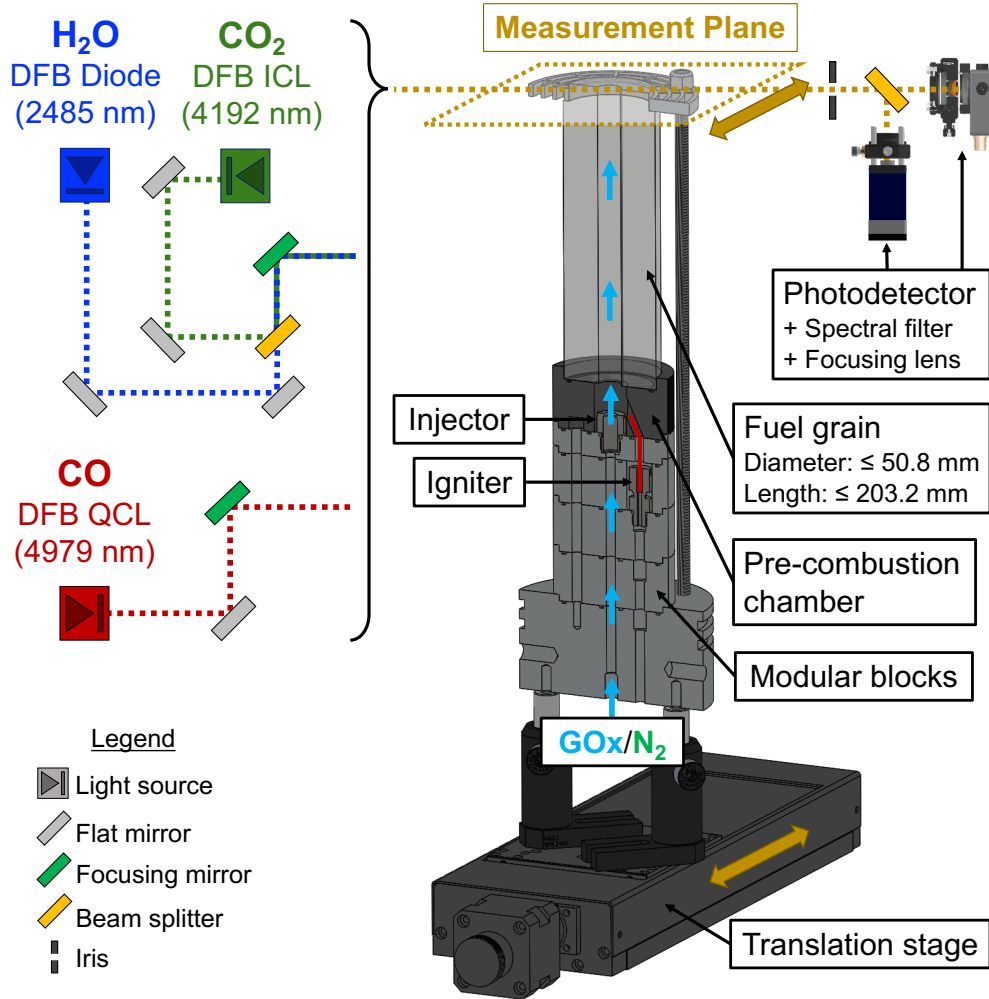 H₂O
DFB Diode
(2485 nm)
CO₂
DFB ICL
(4192 nm)
Measurement Plane
Photodetector
+ Spectral filter
+ Focusing lens
Injector
Igniter
Fuel grain
Diameter: ≤ 50.8 mm
Length: ≤ 203.2 mm
CO
DFB QCL
(4979 nm)
Pre-combustion
chamber
Modular blocks
GOx/N₂
Legend
Light source
Flat mirror
Focusing mirror
Beam splitter
Iris
Translation stage